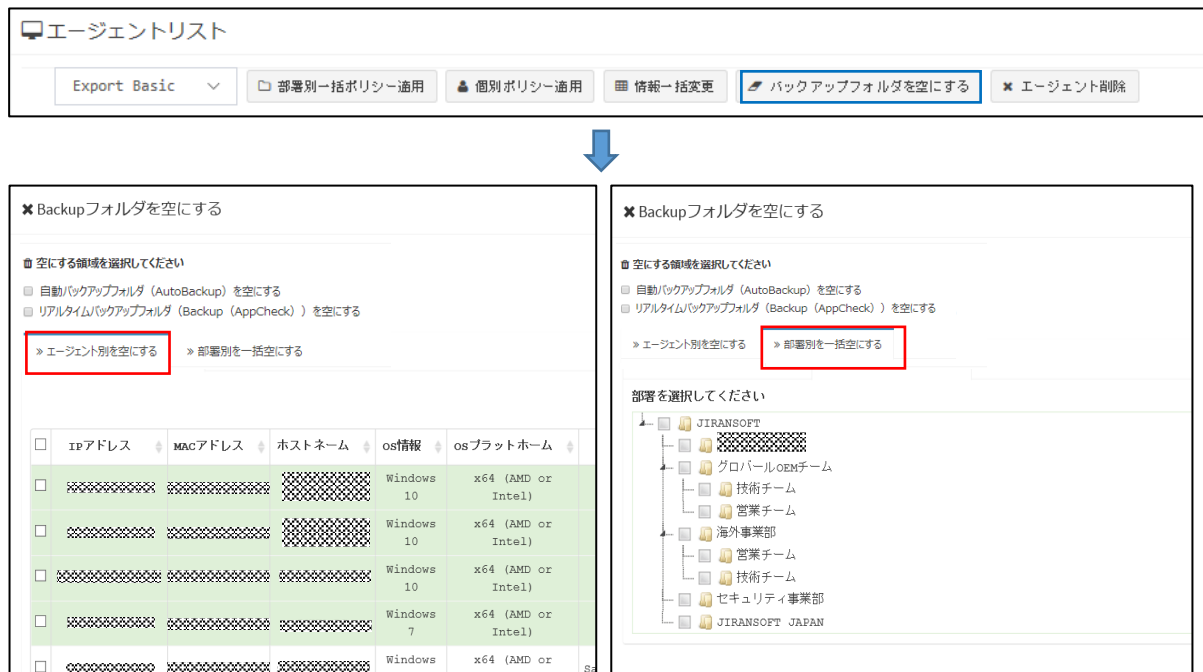 エージェントリスト
Export Basic 部署別一括ポリシー適用 個別ポリシー適用 情報一括変更 バックアップフォルダを空にする エージェント削除
Backupフォルダを空にする
空にする領域を選択してください
自動バックアップフォルダ（AutoBackup）を空にする
リアルタイムバックアップフォルダ（Backup（AppCheck））を空にする
» エージェント別を空にする » 部署別を一括空にする
IPアドレス MACアドレス ホストネーム OS情報 OSプラットホーム
Windows
10
x64 (AMD or
Intel)
Windows
10
x64 (AMD or
Intel)
Windows
10
x64 (AMD or
Intel)
Windows
7
x64 (AMD or
Intel)
Windows
x64 (AMD or
Backupフォルダを空にする
空にする領域を選択してください
自動バックアップフォルダ（AutoBackup）を空にする
リアルタイムバックアップフォルダ（Backup（AppCheck））を空にする
» エージェント別を空にする » 部署別を一括空にする
部署を選択してください
JIRANSOFT
グロバールOEMチーム
技術チーム
営業チーム
海外事業部
営業チーム
技術チーム
セキュリティ事業部
JIRANSOFT JAPAN